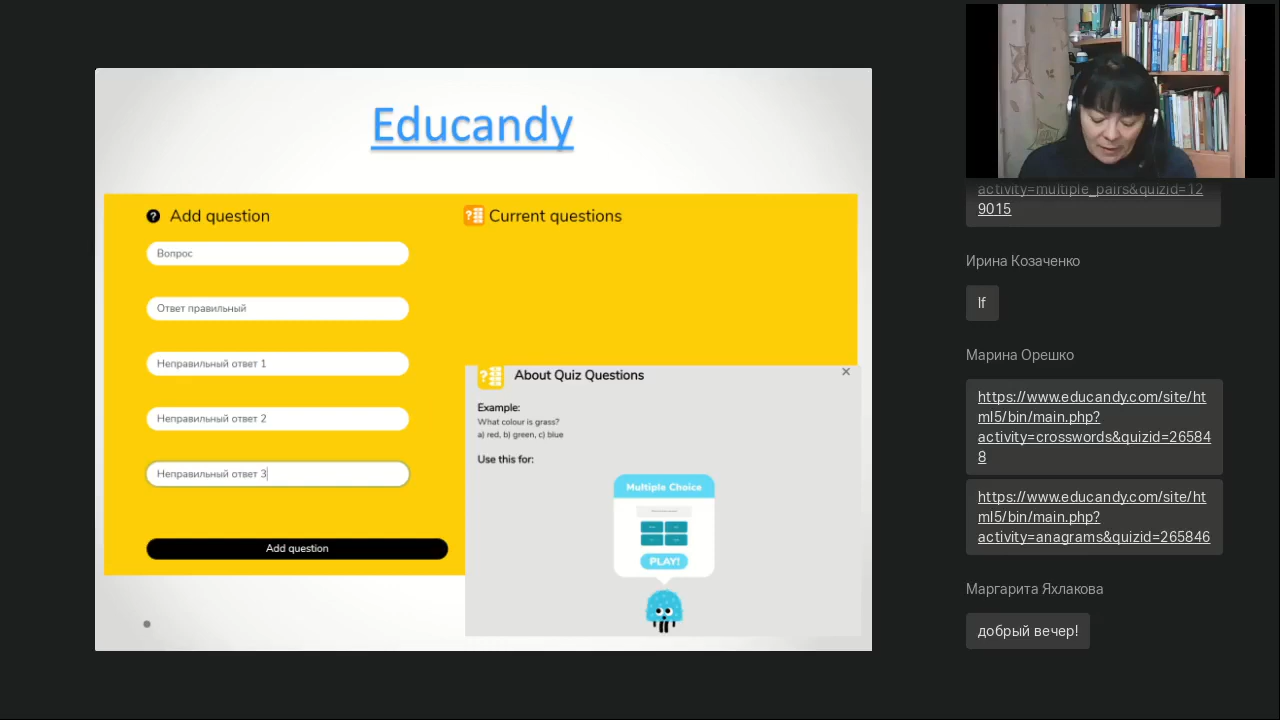 Educandy
Add question
Вопрос
Ответ правильный
Неправильный ответ 1
Неправильный ответ 2
Неправильный ответ 3
Add question
Current questions
About Quiz Questions
Example:
What colour is grass?
a) red, b) green, c) blue
Use this for:
Multiple Choice
PLAY!
activity=multiple_pairs&quizid=12
9015
Ирина Козаченко
lf
Марина Орешко
https://www.educandy.com/site/ht
ml5/bin/main.php?
activity=crosswords&quizid=26584
8
https://www.educandy.com/site/ht
ml5/bin/main.php?
activity=anagrams&quizid=265846
Маргарита Яхлакова
добрый вечер!